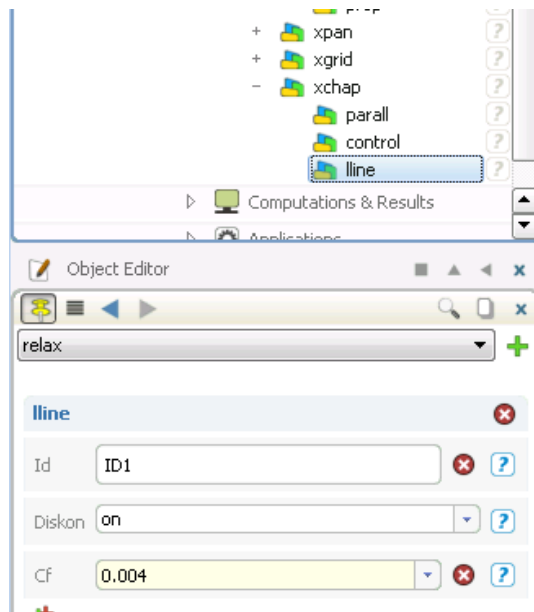 xpan
xgrid
xchap
parall
control
lline
Computations & Results
Applications
Object Editor
relax
lline
Id ID1
Diskon on
Cf 0.004